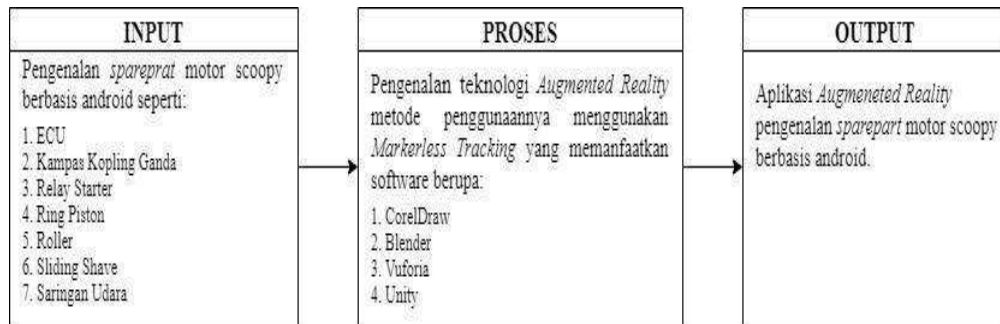 INPUT
Pengenalan spareprat motor scoopy
berbasis android seperti:
1. ECU
2. Kampas Kopling Ganda
3. Relay Starter
4. Ring Piston
5. Roller
6. Sliding Shave
7. Saringan Udara
PROSES
Pengenalan teknologi Augmented Reality
metode penggunaannya menggunakan
Markerless Tracking yang memanfaatkan
software berupa:
1. CorelDraw
2. Blender
3. Vuforia
4. Unity
OUTPUT
Aplikasi Augmeneted Reality
pengenalan sparepart motor scoopy
berbasis android.